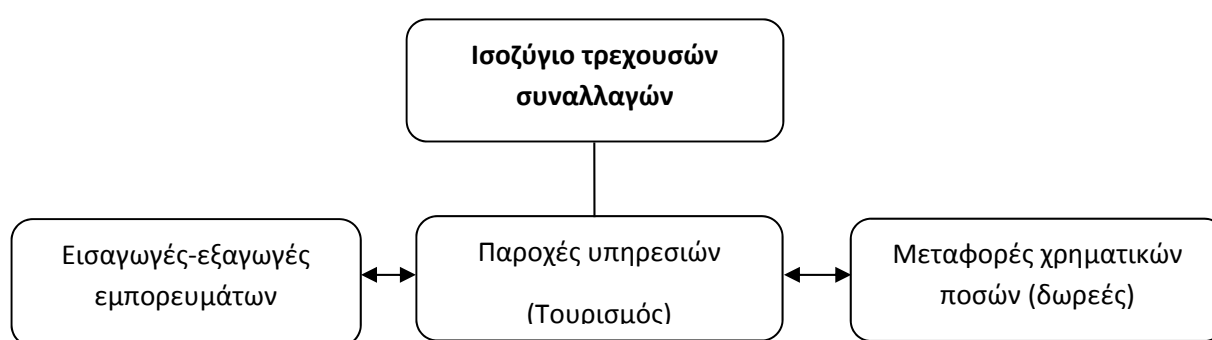 Ισοζύγιο τρεχουσών
συναλλαγών
Εισαγωγές-εξαγωγές
εμπορευμάτων
Παροχές υπηρεσιών
(Τουρισμός)
Μεταφορές χρηματικών
ποσών (δωρεές)